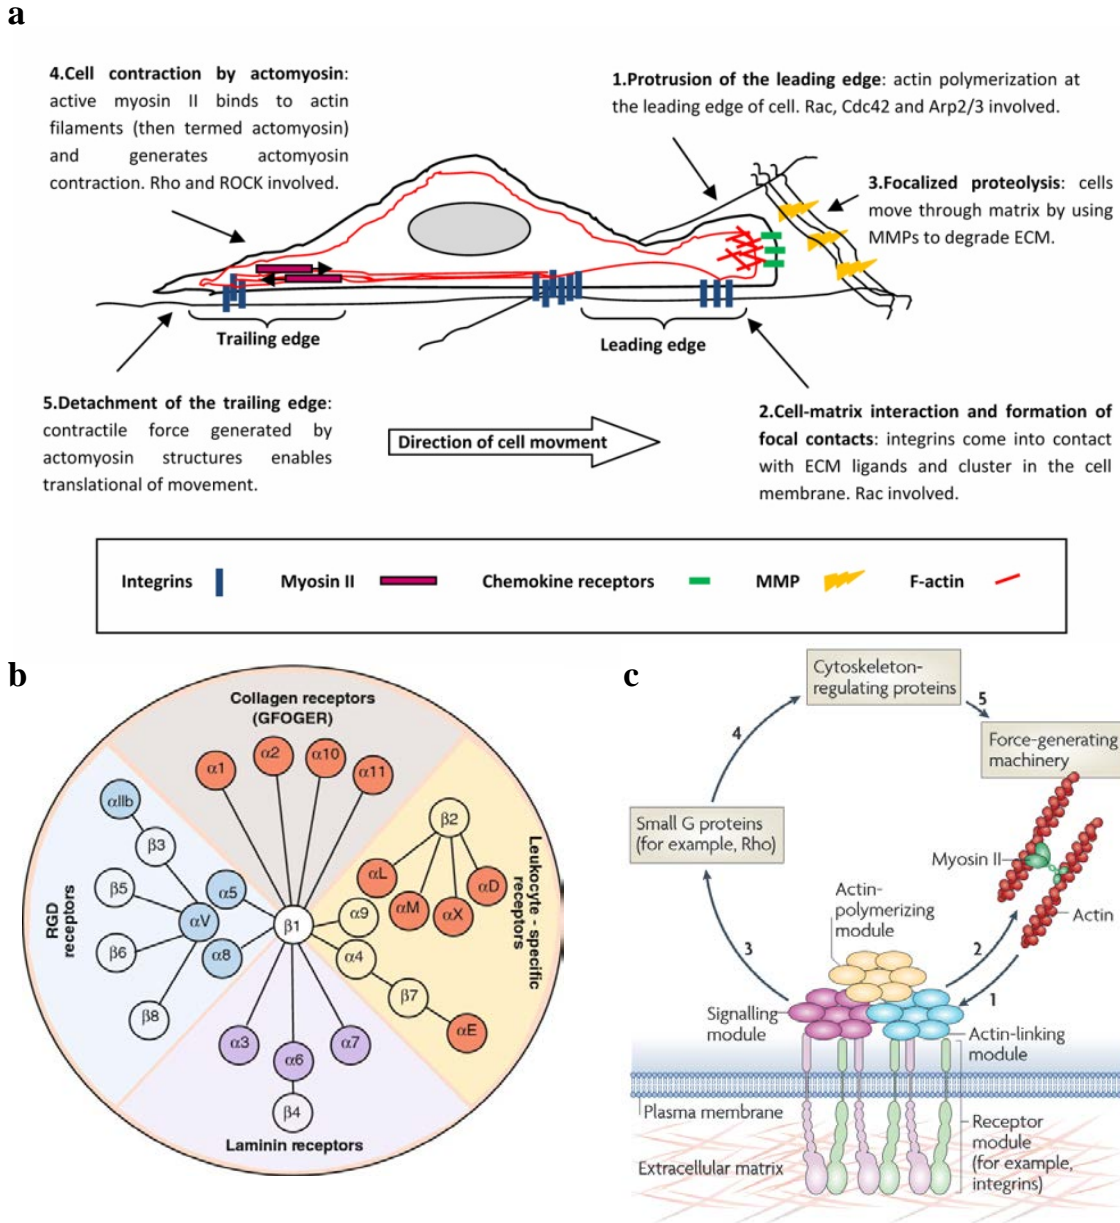 a
4.Cell contraction by actomyosin:
active myosin II binds to actin
filaments (then termed actomyosin)
and generates actomyosin
contraction. Rho and ROCK involved.
1.Protrusion of the leading edge: actin polymerization at
the leading edge of cell. Rac, Cdc42 and Arp2/3 involved.
3.Focalized proteolysis: cells
move through matrix by using
MMPs to degrade ECM.
Trailing edge
Leading edge
5.Detachment of the trailing edge:
contractile force generated by
actomyosin structures enables
translational of movement.
Direction of cell movment
2.Cell-matrix interaction and formation of
focal contacts: integrins come into contact
with ECM ligands and cluster in the cell
membrane. Rac involved.
Integrins
Myosin II
Chemokine receptors
MMP
F-actin
b
Collagen receptors
(GFOGER)
α1
α2
α10
α11
αIIb
β3
β5
α5
αV
β6
α8
β8
RGD
receptors
β1
β2
αL
αM
αX
αD
α9
α4
β7
αE
Leukocyte - specific
receptors
α3
α6
α7
β4
Laminin receptors
c
Cytoskeleton-
regulating proteins
5
4
Force-generating
machinery
Small G proteins
(for example, Rho)
Myosin II
Actin-
polymerizing
module
Actin
3
2
1
Signalling
module
Actin-linking
module
Plasma membrane
Receptor
module
(for example,
integrins)
Extracellular matrix